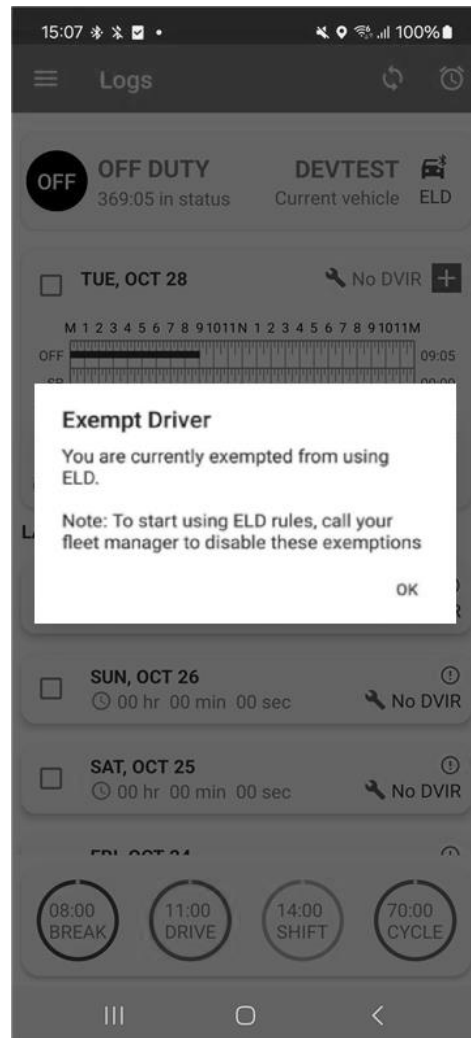 15:07
100%
Logs
OFF
OFF DUTY
369:05 in status
DEVTEST
Current vehicle
ELD
TUE, OCT 28
No DVIR
M 1 2 3 4 5 6 7 8 9 10 11 N 1 2 3 4 5 6 7 8 9 10 11 M
OFF
09:05
Exempt Driver
You are currently exempted from using
ELD.
Note: To start using ELD rules, call your
fleet manager to disable these exemptions
OK
SUN, OCT 26
00 hr 00 min 00 sec
No DVIR
SAT, OCT 25
00 hr 00 min 00 sec
No DVIR
FRI, OCT 24
08:00
BREAK
11:00
DRIVE
14:00
SHIFT
70:00
CYCLE